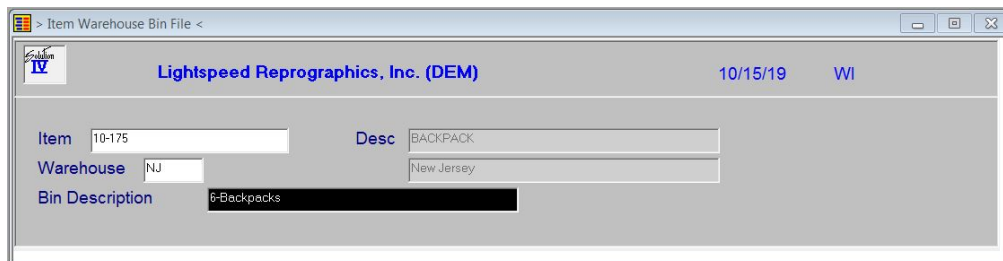 > Item Warehouse Bin File <
Solution
IV
Lightspeed Reprographics, Inc. (DEM) 10/15/19 WI
Item 10-175 Desc BACKPACK
Warehouse NJ New Jersey
Bin Description 6-Backpacks